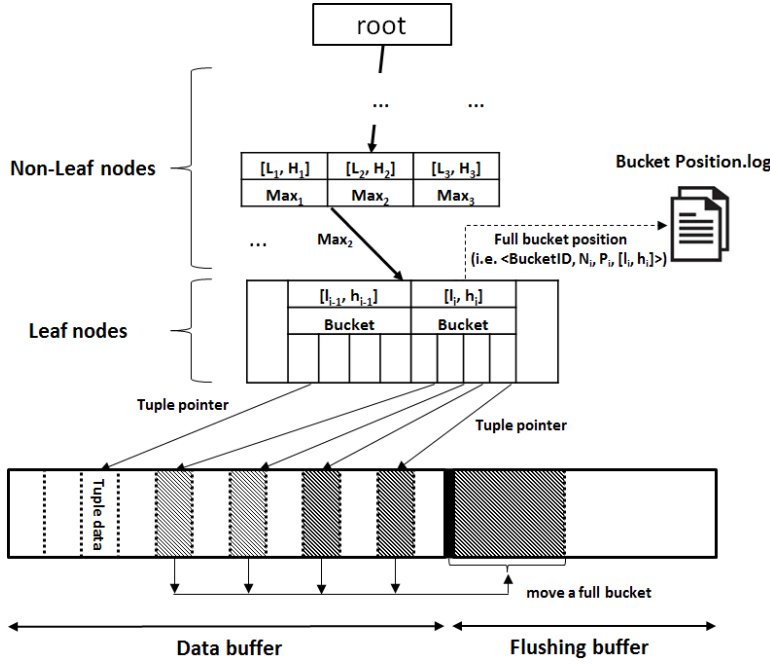 root
... ...
Non-Leaf nodes
[L1, H1] [L2, H2] [L3, H3]
Max1 Max2 Max3
Bucket Position.log
...
Max2
Full bucket position
(i.e. <BucketID, Ni, Pi, [li, hi]>)
Leaf nodes
[li-1, hi-1] [li, hi]
Bucket Bucket
Tuple pointer
Tuple pointer
Tuple data
move a full bucket
Data buffer
Flushing buffer